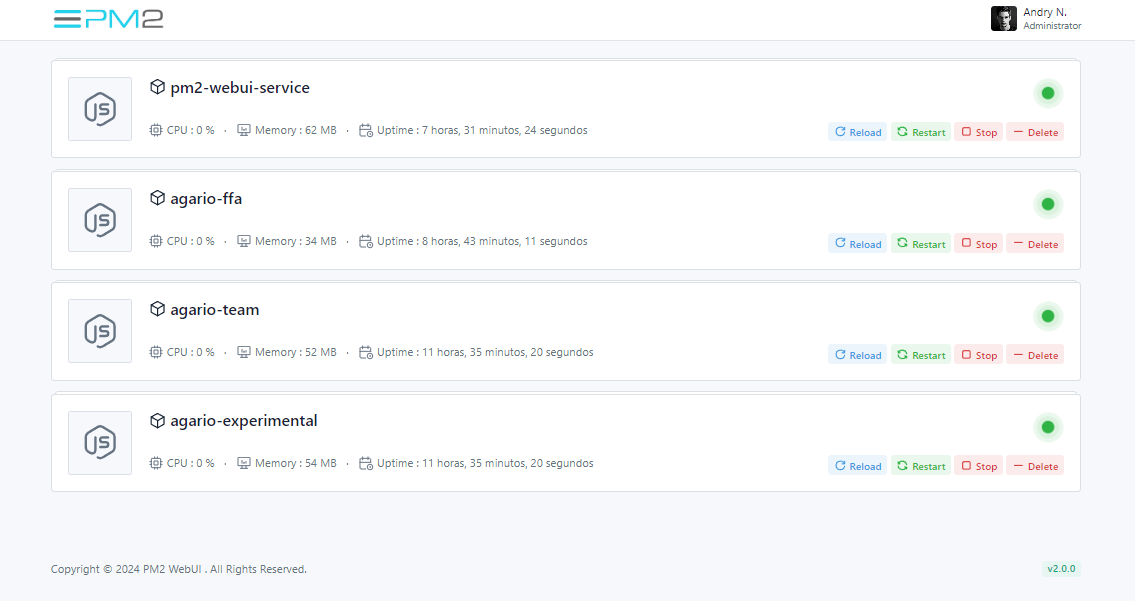 PM2
Andry N.
Administrator
JS
pm2-webui-service
CPU : 0 % · Memory : 62 MB · Uptime : 7 horas, 31 minutos, 24 segundos
Reload Restart Stop Delete
JS
agario-ffa
CPU : 0 % · Memory : 34 MB · Uptime : 8 horas, 43 minutos, 11 segundos
Reload Restart Stop Delete
JS
agario-team
CPU : 0 % · Memory : 52 MB · Uptime : 11 horas, 35 minutos, 20 segundos
Reload Restart Stop Delete
JS
agario-experimental
CPU : 0 % · Memory : 54 MB · Uptime : 11 horas, 35 minutos, 20 segundos
Reload Restart Stop Delete
Copyright © 2024 PM2 WebUI . All Rights Reserved.
v2.0.0